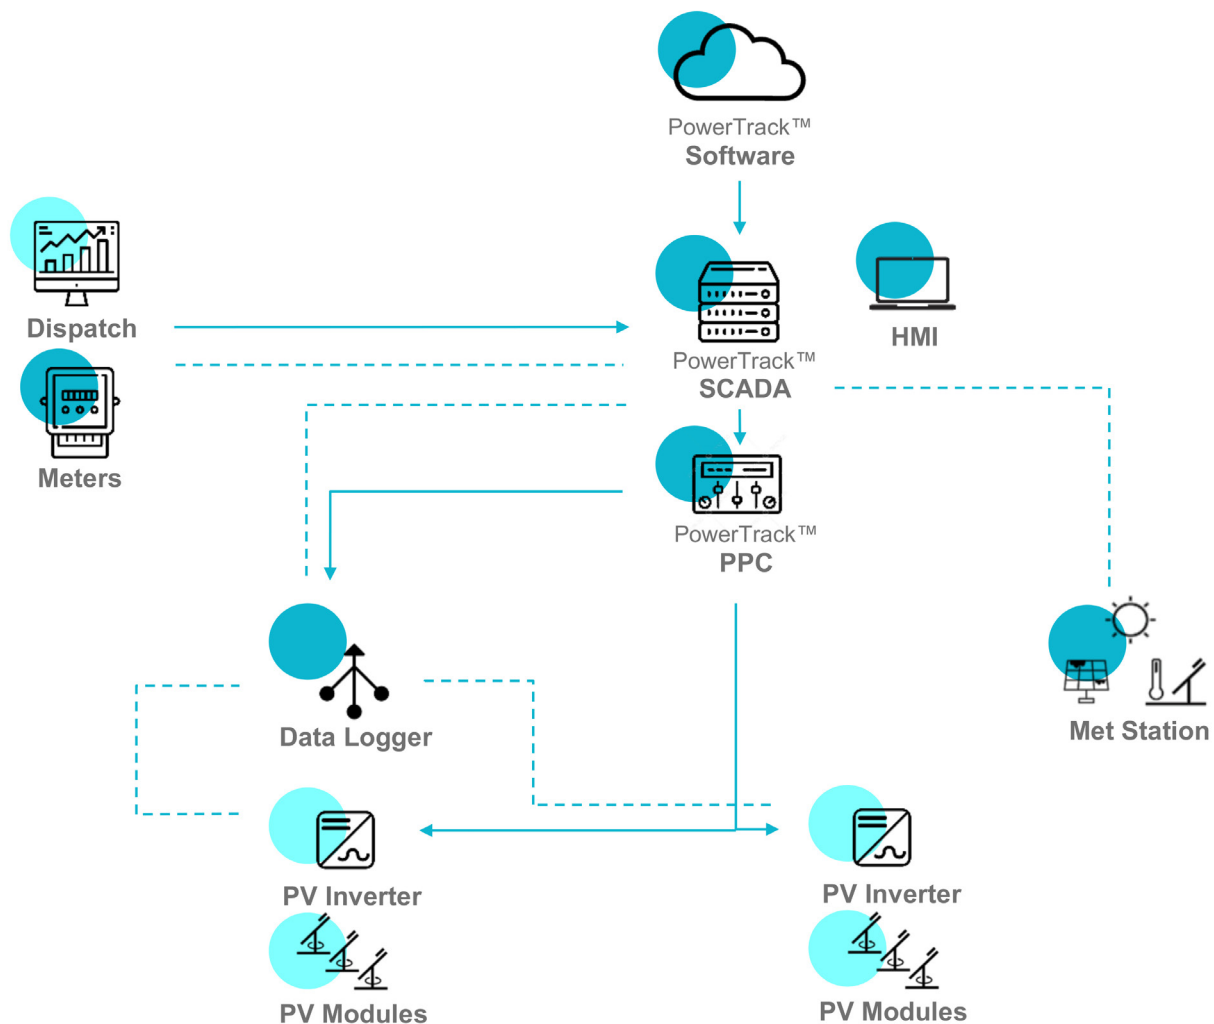 PowerTrack™
Software
Dispatch
PowerTrack™
SCADA
HMI
Meters
PowerTrack™
PPC
Data Logger
Met Station
PV Inverter
PV Inverter
PV Modules
PV Modules